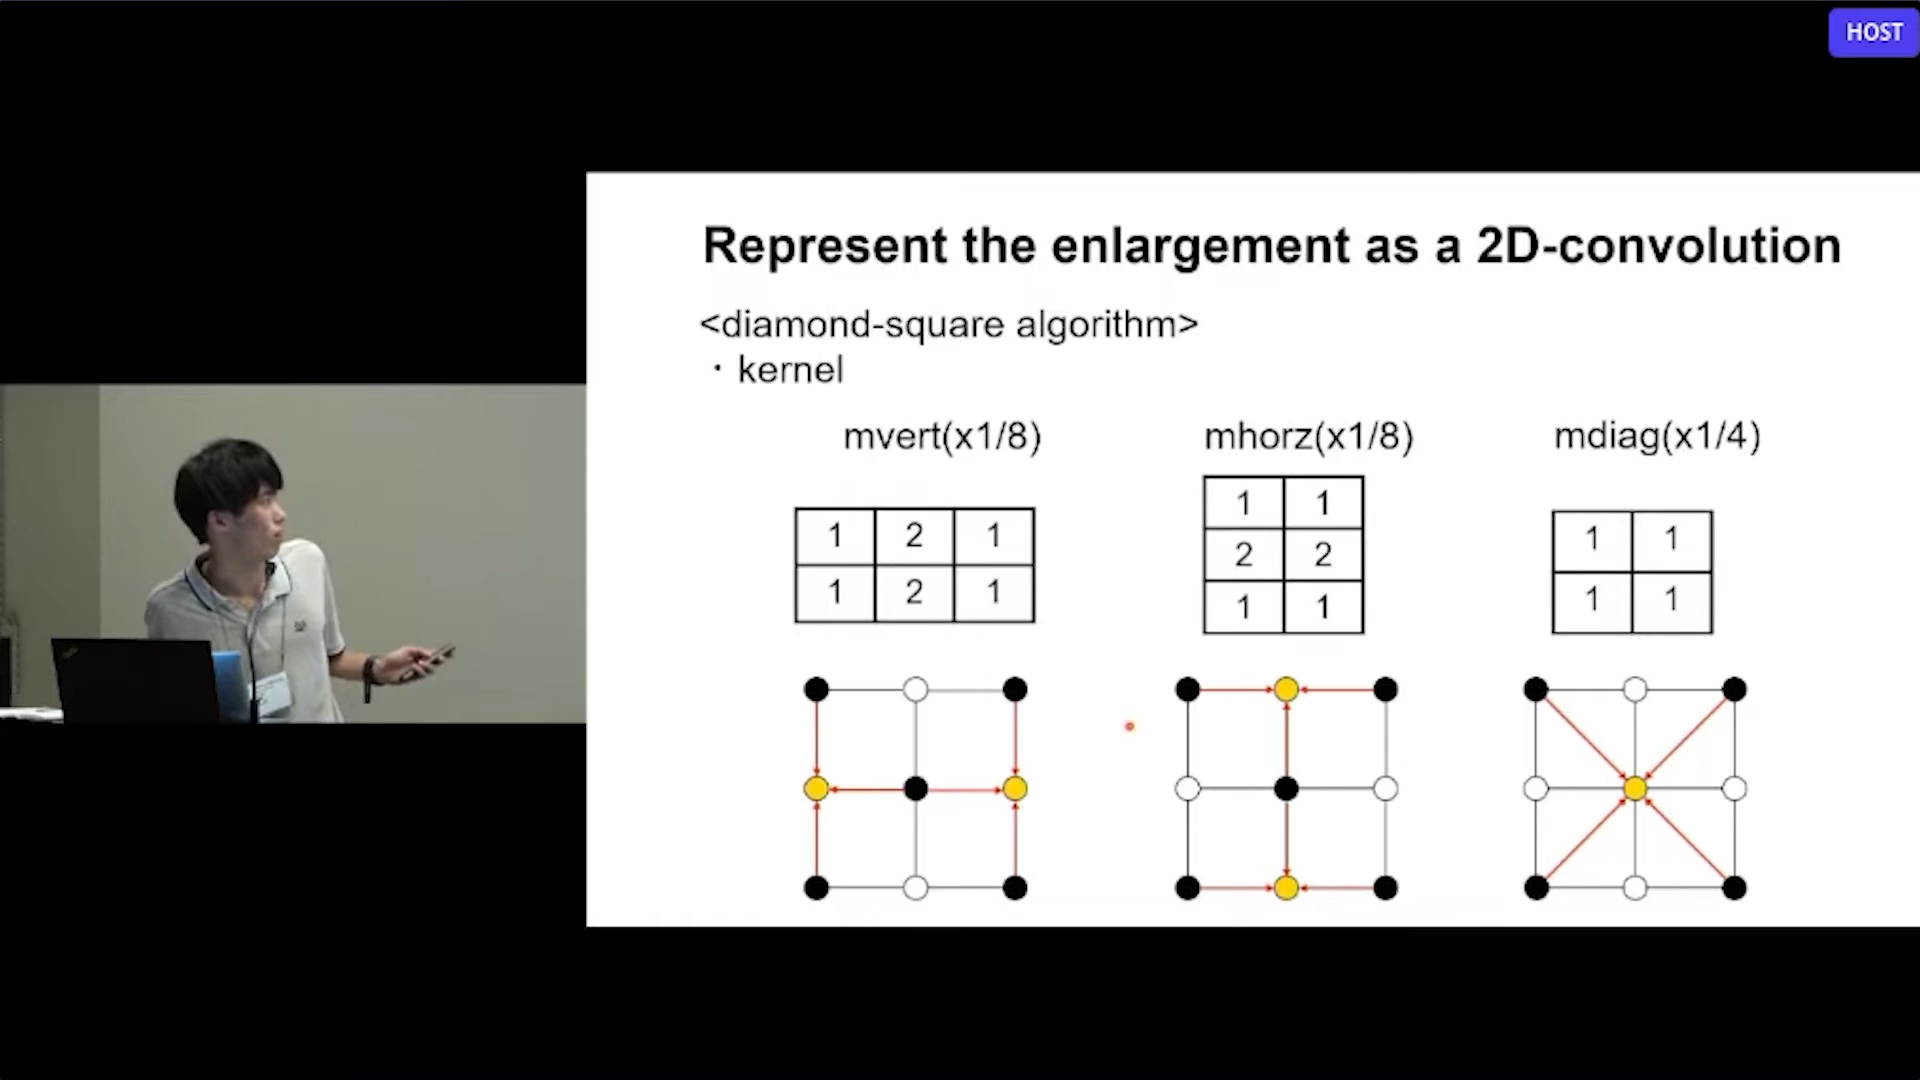 HOST
Represent the enlargement as a 2D-convolution
<diamond-square algorithm>
・kernel
mvert(x1/8) mhorz(x1/8) mdiag(x1/4)
1 2 1
1 2 1
1 1
2 2
1 1
1 1
1 1